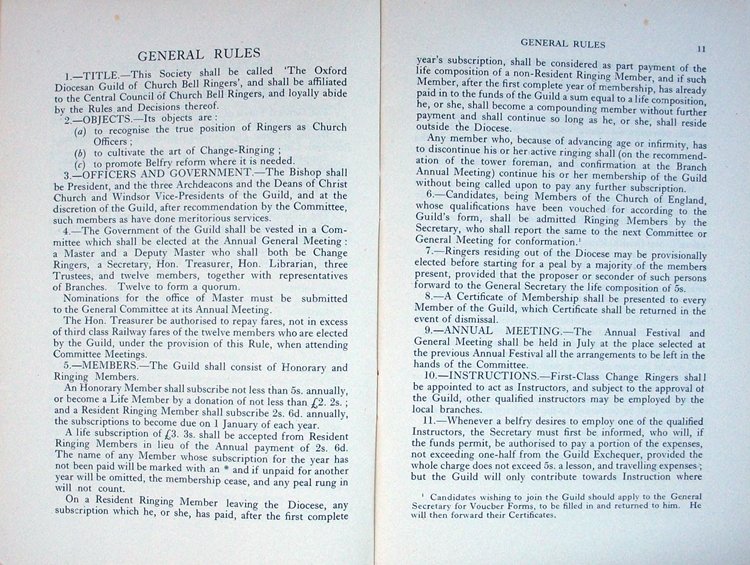 GENERAL RULES
1.—TITLE.—This Society shall be called 'The Oxford
Diocesan Guild of Church Bell Ringers', and shall be affiliated
to the Central Council of Church Bell Ringers, and loyally abide
by the Rules and Decisions thereof.
2.—OBJECTS.—Its objects are :
(a) to recognise the true position of Ringers as Church
Officers ;
(b) to cultivate the art of Change-Ringing ;
(c) to promote Belfry reform where it is needed.
3.—OFFICERS AND GOVERNMENT.—The Bishop shall
be President, and the three Archdeacons and the Deans of Christ
Church and Windsor Vice-Presidents of the Guild, and at the
discretion of the Guild, after recommendation by the Committee,
such members as have done meritorious services.
4.—The Government of the Guild shall be vested in a Com-
mittee which shall be elected at the Annual General Meeting :
a Master and a Deputy Master who shall both be Change
Ringers, a Secretary, Hon. Treasurer, Hon. Librarian, three
Trustees, and twelve members, together with representatives
of Branches. Twelve to form a quorum.
Nominations for the office of Master must be submitted
to the General Committee at its Annual Meeting.
The Hon. Treasurer be authorised to repay fares, not in excess
of third class Railway fares of the twelve members who are elected
by the Guild, under the provision of this Rule, when attending
Committee Meetings.
5.—MEMBERS.—The Guild shall consist of Honorary and
Ringing Members.
An Honorary Member shall subscribe not less than 5s. annually,
or become a Life Member by a donation of not less than £2. 2s. ;
and a Resident Ringing Member shall subscribe 2s. 6d. annually,
the subscriptions to become due on 1 January of each year.
A life subscription of £3. 3s. shall be accepted from Resident
Ringing Members in lieu of the Annual payment of 2s. 6d.
The name of any Member whose subscription for the year has
not been paid will be marked with an * and if unpaid for another
year will be omitted, the membership cease, and any peal rung in
will not count.
On a Resident Ringing Member leaving the Diocese, any
subscription which he, or she, has paid, after the first complete
GENERAL RULES 11
year's subscription, shall be considered as part payment of the
life composition of a non-Resident Ringing Member, and if such
Member, after the first complete year of membership, has already
paid in to the funds of the Guild a sum equal to a life composition,
he, or she, shall become a compounding member without further
payment and shall continue so long as he, or she, shall reside
outside the Diocese.
Any member who, because of advancing age or infirmity, has
to discontinue his or her active ringing shall (on the recommend-
ation of the tower foreman, and confirmation at the Branch
Annual Meeting) continue his or her membership of the Guild
without being called upon to pay any further subscription.
6.—Candidates, being Members of the Church of England,
whose qualifications have been vouched for according to the
Guild's form, shall be admitted Ringing Members by the
Secretary, who shall report the same to the next Committee or
General Meeting for conformation.¹
7.—Ringers residing out of the Diocese may be provisionally
elected before starting for a peal by a majority of the members
present, provided that the proposer or seconder of such persons
forward to the General Secretary the life composition of 5s.
8.—A Certificate of Membership shall be presented to every
Member of the Guild, which Certificate shall be returned in the
event of dismissal.
9.—ANNUAL MEETING.—The Annual Festival and
General Meeting shall be held in July at the place selected at
the previous Annual Festival all the arrangements to be left in the
hands of the Committee.
10.—INSTRUCTIONS.—First-Class Change Ringers shall
be appointed to act as Instructors, and subject to the approval of
the Guild, other qualified instructors may be employed by the
local branches.
11.—Whenever a belfry desires to employ one of the qualified
Instructors, the Secretary must first be informed, who will, if
the funds permit, be authorised to pay a portion of the expenses,
not exceeding one-half from the Guild Exchequer, provided the
whole charge does not exceed 5s. a lesson, and travelling expenses ;
but the Guild will only contribute towards Instruction where
¹ Candidates wishing to join the Guild should apply to the General
Secretary for Voucber Forms, to be filled in and returned to him. He
will then forward their Certificates.